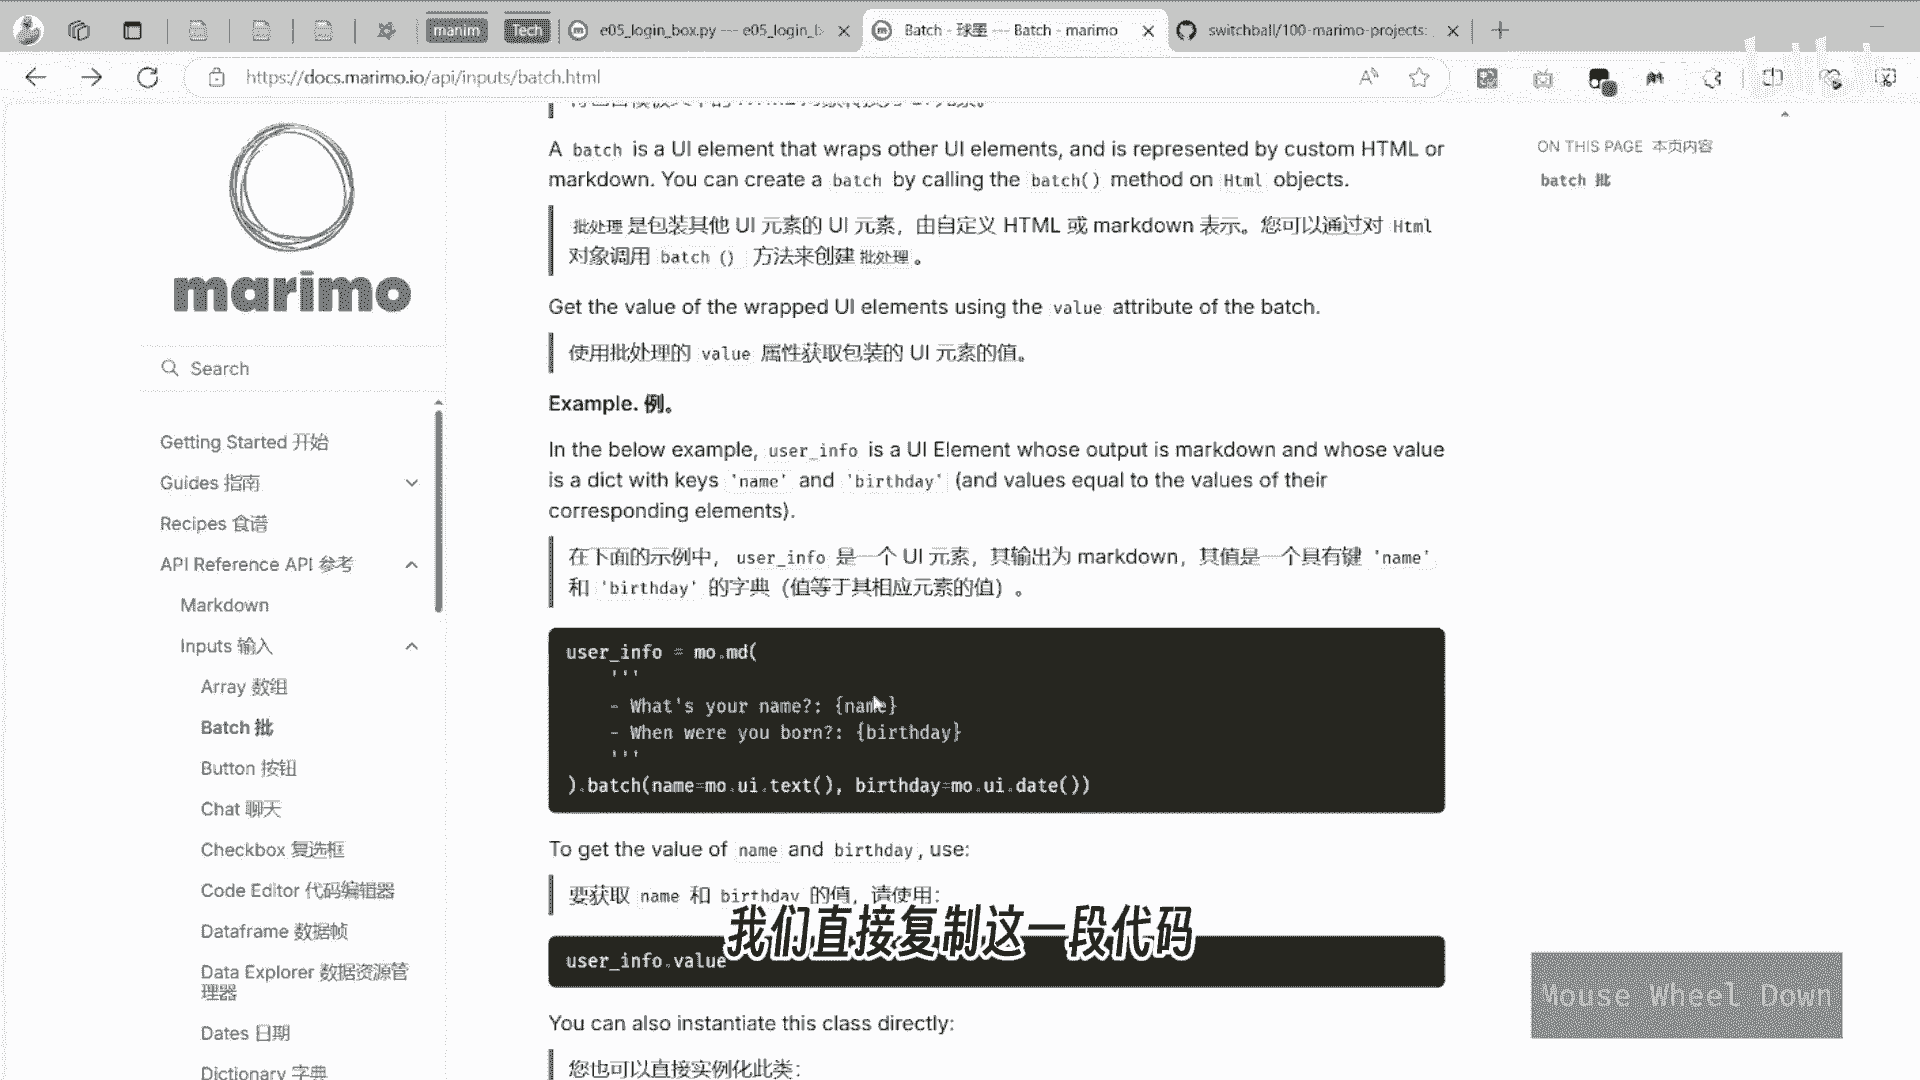 manim
Tech
e05_login_box.py --- e05_login_
Batch - 球墨 --- Batch - marimo
switchball/100-marimo-projects:
https://docs.marimo.io/api/inputs/batch.html
marimo
Search
Getting Started 开始
Guides 指南
Recipes 食谱
API Reference API 参考
Markdown
Inputs 输入
Array 数组
Batch 批
Button 按钮
Chat 聊天
Checkbox 复选框
Code Editor 代码编辑器
Dataframe 数据帧
Data Explorer 数据资源管
理器
Dates 日期
Dictionary 字典
A batch is a UI element that wraps other UI elements, and is represented by custom HTML or
markdown. You can create a batch by calling the batch() method on Html objects.
批处理 是包装其他 UI 元素的 UI 元素，由自定义 HTML 或 markdown 表示。您可以通过对 Html
对象调用 batch () 方法来创建 批处理 。
Get the value of the wrapped UI elements using the value attribute of the batch.
使用批处理的 value 属性获取包装的 UI 元素的值。
Example. 例。
In the below example, user_info is a UI Element whose output is markdown and whose value
is a dict with keys 'name' and 'birthday' (and values equal to the values of their
corresponding elements).
在下面的示例中， user_info 是一个 UI 元素，其输出为 markdown，其值是一个具有键 'name'
和 'birthday' 的字典（值等于其相应元素的值）。
user_info = mo.md(
'''
- What's your name?: {name}
- When were you born?: {birthday}
'''
).batch(name=mo.ui.text(), birthday=mo.ui.date())
To get the value of name and birthday, use:
要获取 name 和 birthday 的值，请使用：
我们直接复制这一段代码
user_info.value
You can also instantiate this class directly:
您也可以直接实例化此类：
ON THIS PAGE 本页内容
batch 批
Mouse Wheel Down